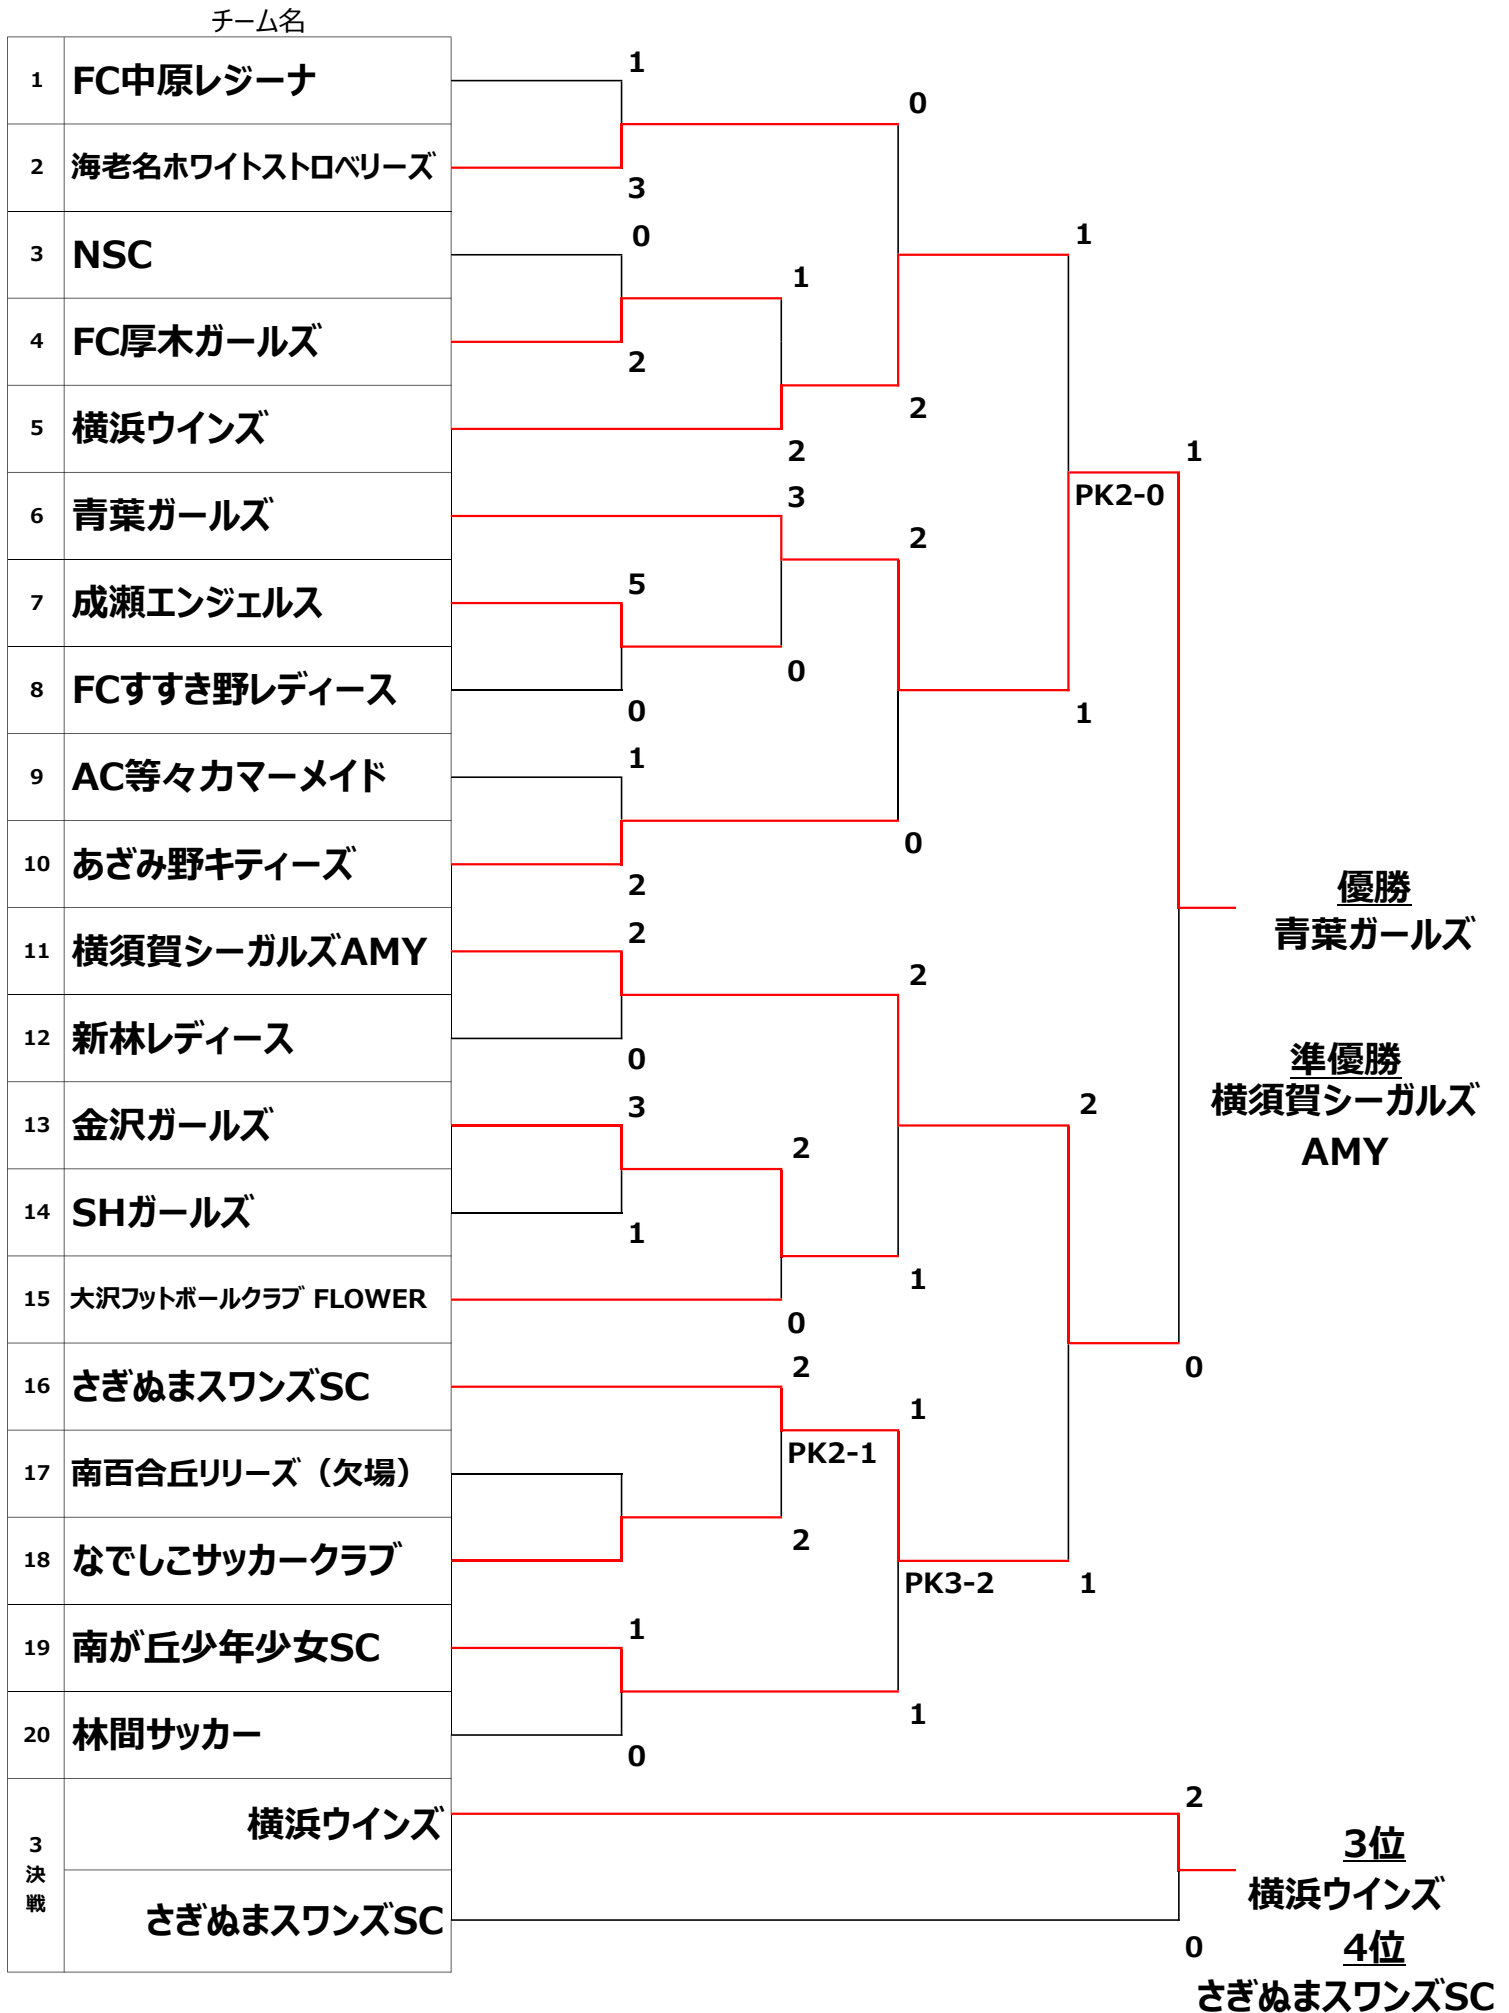 チーム名
1 FC中原レジーナ
2 海老名ホワイトストロベリーズ
3 NSC
4 FC厚木ガールズ
5 横浜ウインズ
6 青葉ガールズ
7 成瀬エンジェルス
8 FCすすき野レディース
9 AC等々力マーメイド
10 あざみ野キティーズ
11 横須賀シーガルズAMY
12 新林レディース
13 金沢ガールズ
14 SHガールズ
15 大沢フットボールクラブ FLOWER
16 さぎぬまスワンズSC
17 南百合丘リリーズ（欠場）
18 なでしこサッカークラブ
19 南が丘少年少女SC
20 林間サッカー
3
決
戦
横浜ウインズ
さぎぬまスワンズSC
1
3
0
2
5
0
1
2
2
0
3
1
1
0
1
2
3
0
2
0
2
PK2-1
2
0
2
2
0
2
1
1
PK3-2
1
1
PK2-0
1
2
1
1
0
2
0
優勝
青葉ガールズ
準優勝
横須賀シーガルズ
AMY
3位
横浜ウインズ
4位
さぎぬまスワンズSC